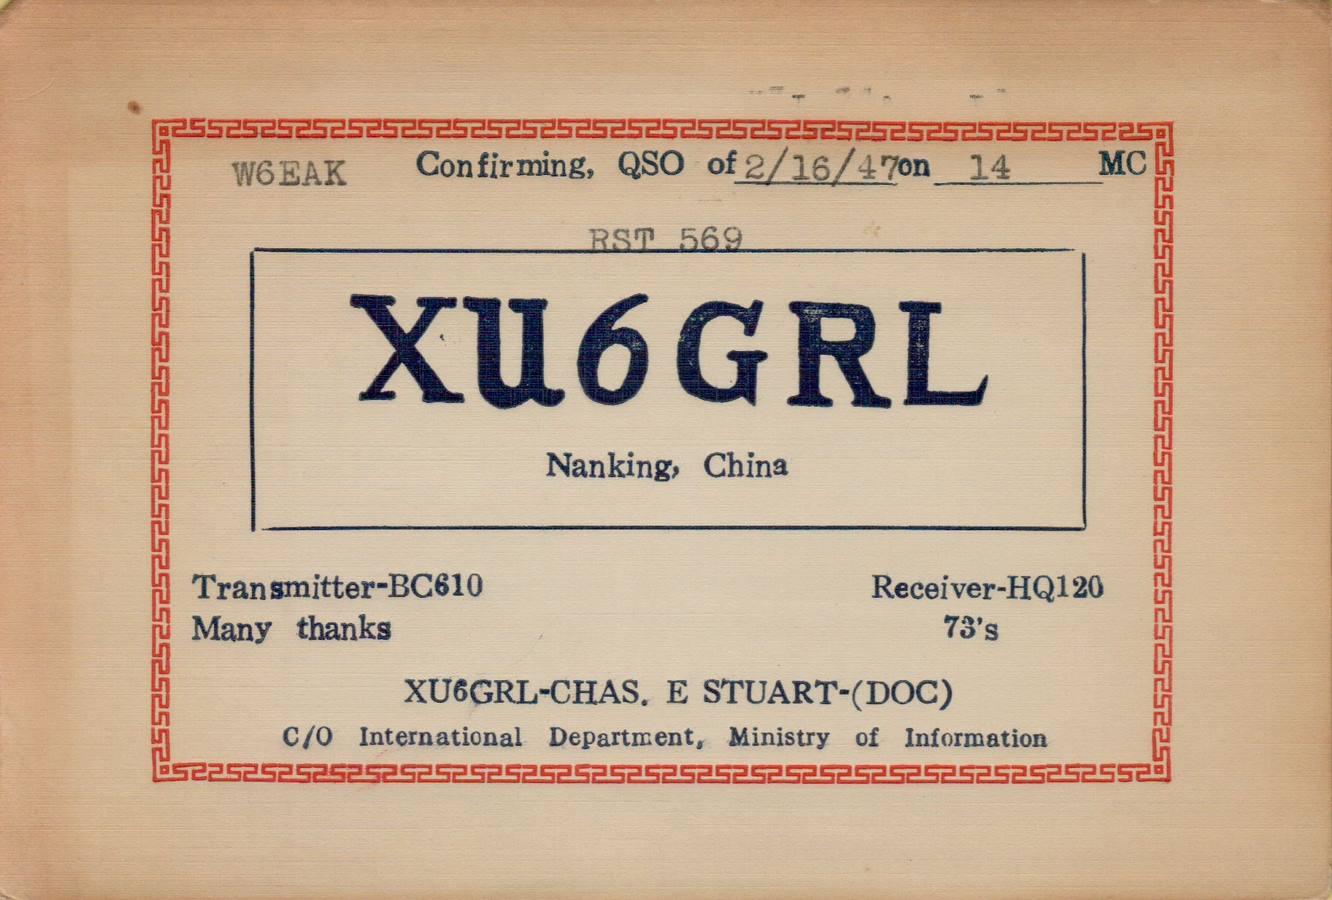 W6EAK Confirming, QSO of 2/16/47 on 14 MC
RST 569
XU6GRL
Nanking, China
Transmitter-BC610 Receiver-HQ120
Many thanks 73's
XU6GRL-CHAS. E STUART-(DOC)
C/O International Department, Ministry of Information